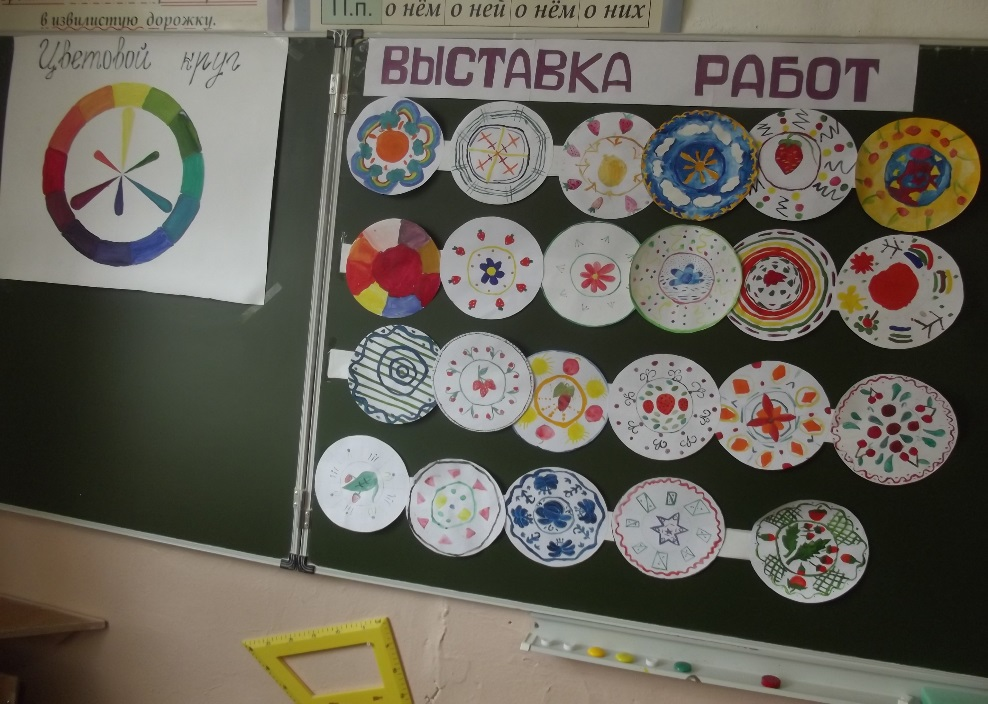 в извилистую дорожку.
П.п. о нём о ней о нём о них
Цветовой круг
ВЫСТАВКА РАБОТ